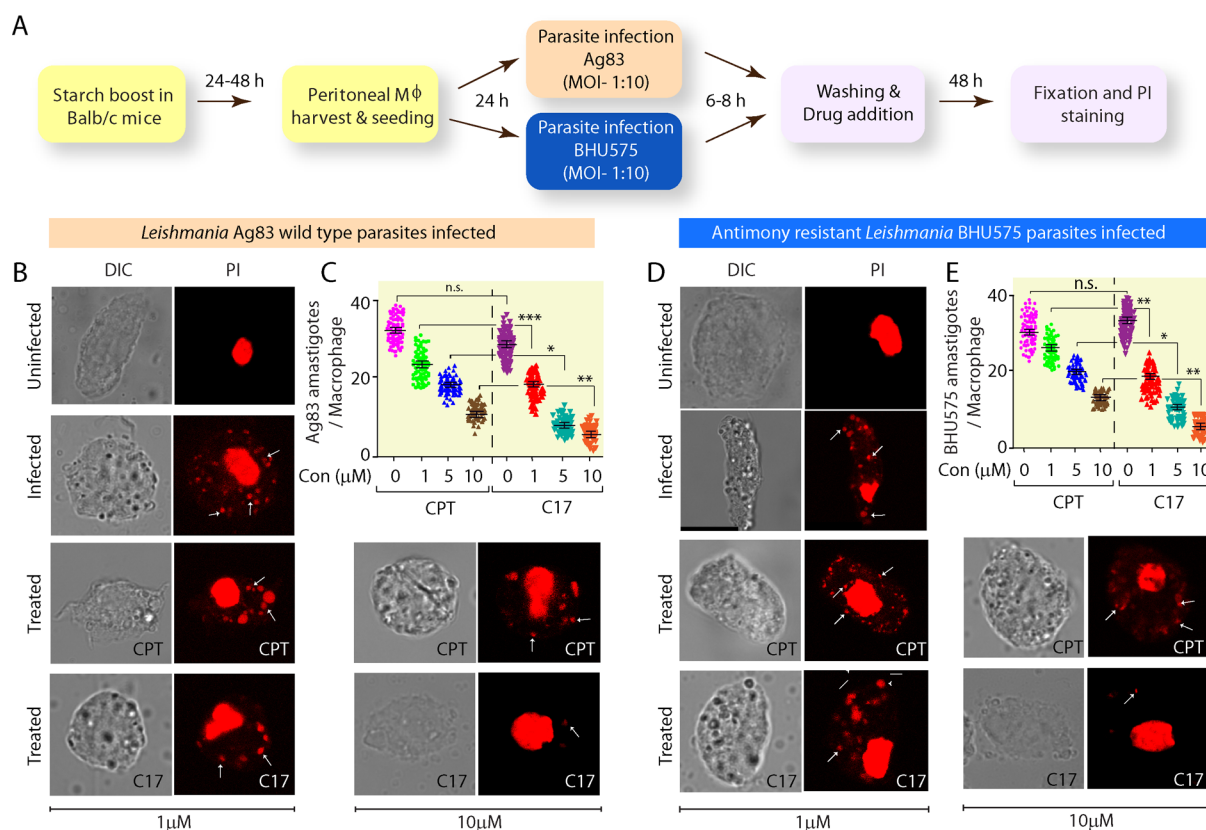 A
Starch boost in
Balb/c mice
24-48 h
Peritoneal Mϕ
harvest & seeding
24 h
Parasite infection
Ag83
(MOI- 1:10)
Parasite infection
BHU575
(MOI- 1:10)
6-8 h
Washing &
Drug addition
48 h
Fixation and PI
staining
Leishmania Ag83 wild type parasites infected
Antimony resistant Leishmania BHU575 parasites infected
B
DIC
PI
Uninfected
Infected
Treated
CPT
CPT
Treated
C17
C17
1μM
C
Ag83 amastigotes
/ Macrophage
40
20
0
n.s.
***
*
**
Con (μM)
0 1 5 10 0 1 5 10
CPT
C17
CPT
CPT
C17
C17
10μM
D
DIC
PI
Uninfected
Infected
Treated
CPT
CPT
Treated
C17
C17
1μM
E
BHU575 amastigotes
/ Macrophage
40
20
0
n.s.
**
*
**
Con (μM)
0 1 5 10 0 1 5 10
CPT
C17
CPT
CPT
C17
C17
10μM